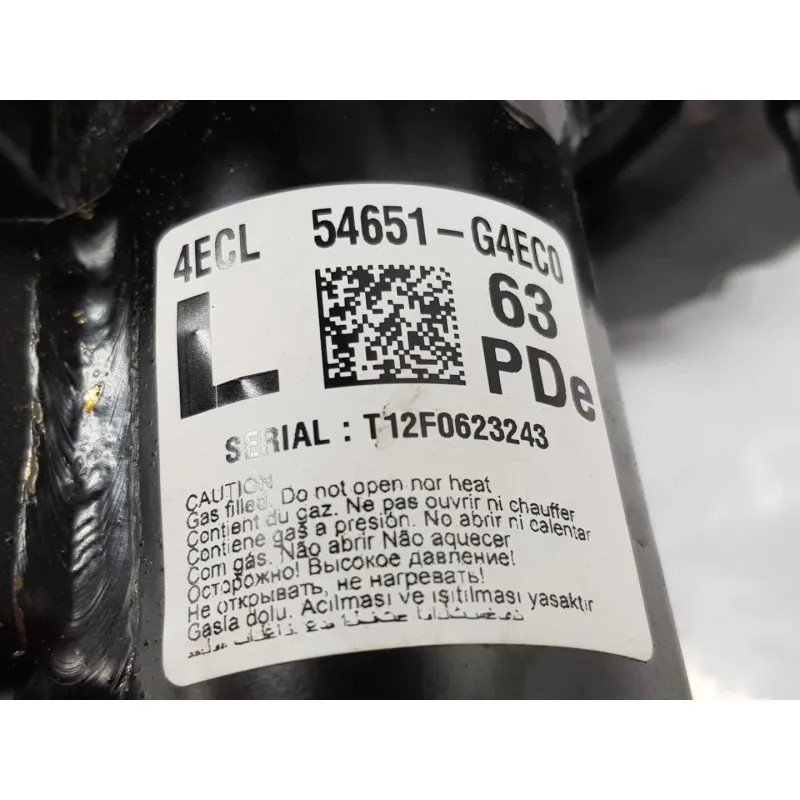 4ECL 54651-G4EC0
L 63
PDe
SERIAL : T12F0623243
CAUTION
Gas filled. Do not open nor heat
Contient du gaz. Ne pas ouvrir ni chauffer
Contiene gas a presión. No abrir ni calentar
Com gás. Não abrir Não aquecer
Осторожно! Высокое давление!
Не открывать, не нагревать!
Gasla dolu. Açılması ve ışıtılması yasaktır